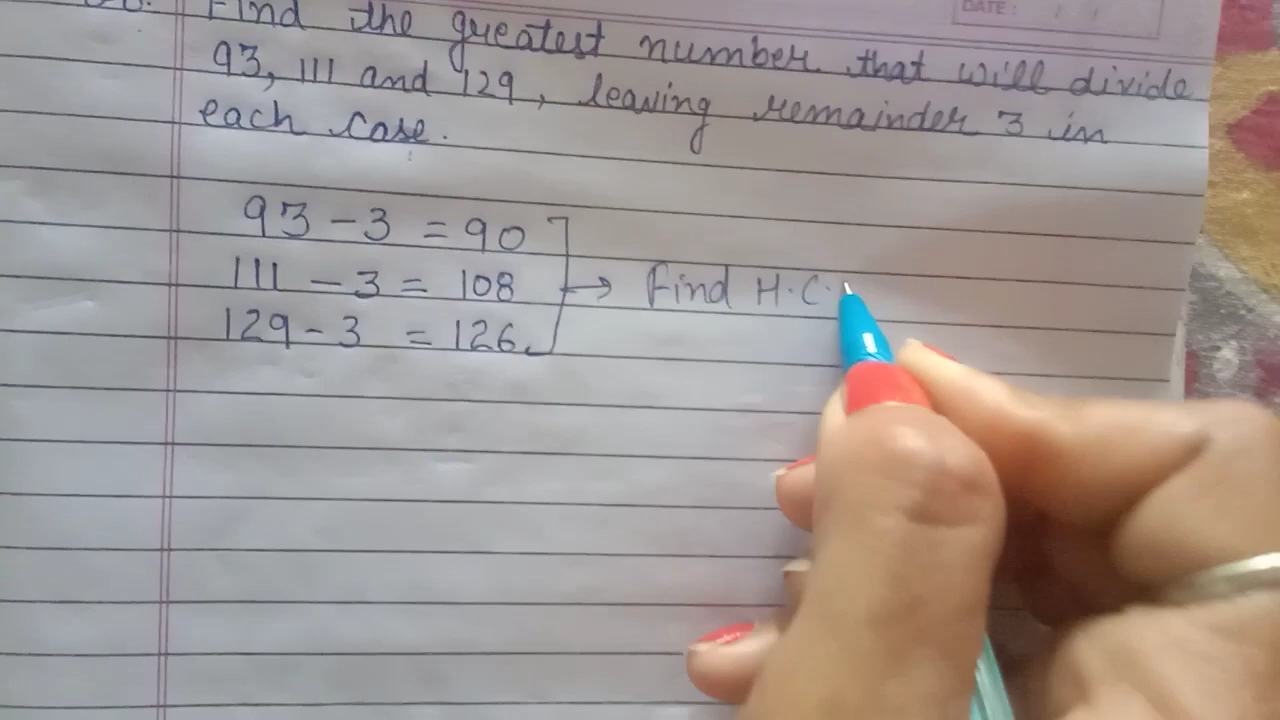 Find the greatest number that will divide
93, 111 and 129, leaving remainder 3 in
each case.
DATE :
93 - 3 = 90
111 - 3 = 108 → Find H.C.
129 - 3 = 126